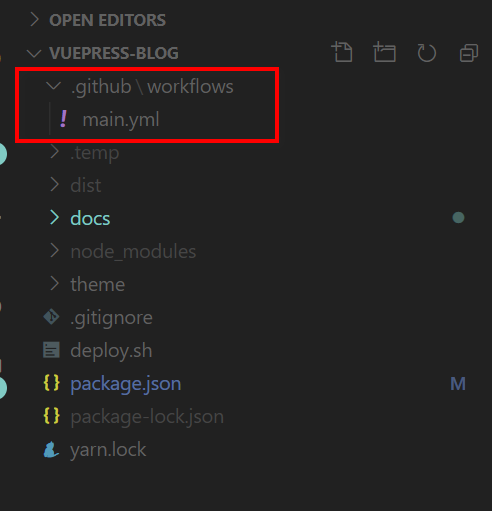 OPEN EDITORS
VUEPRESS-BLOG
.github\workflows
! main.yml
.temp
dist
docs
node_modules
theme
.gitignore
deploy.sh
{} package.json M
{} package-lock.json
yarn.lock